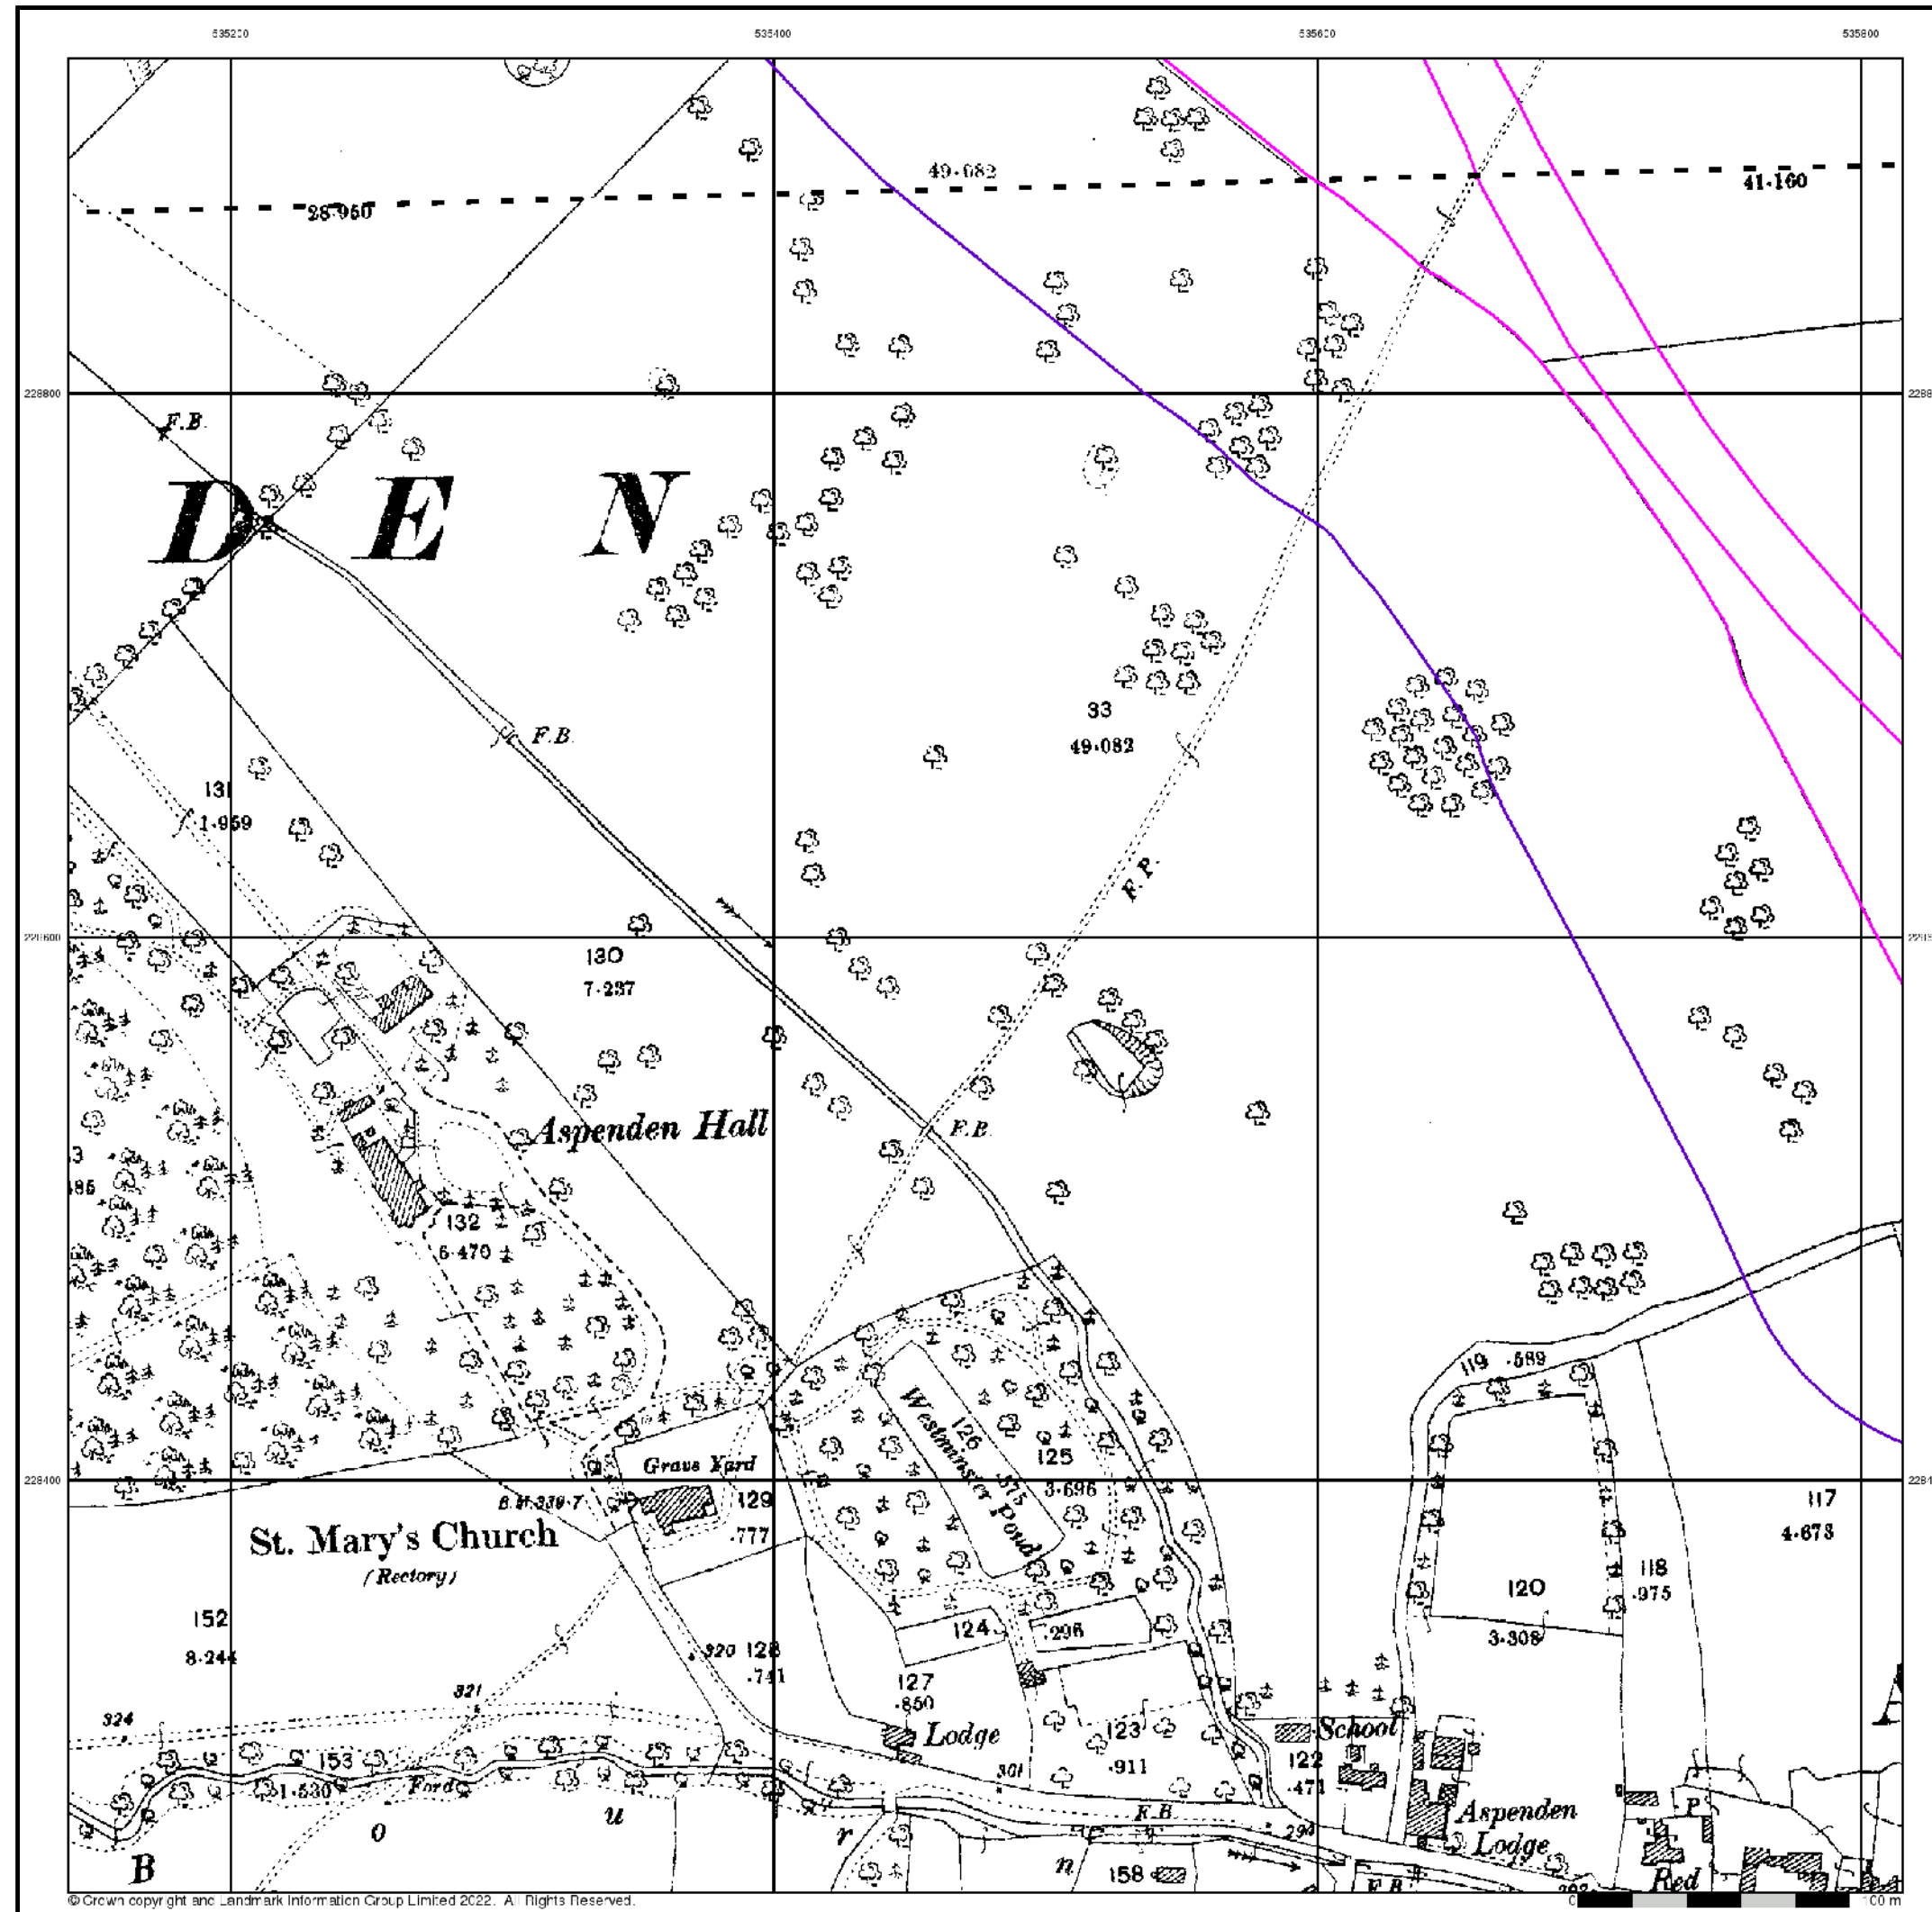 535200 535400 535600 535800
49·082
41·160
28·950
228800
F.B.
D E N
33
49·082
F.B.
131
1·959
F.P.
130
7·237
Aspenden Hall
F.B.
132
6·470
119 ·589
Westminster Pond
126
·575
125
3·696
Grave Yard
228400
B.M.339·7
129
·777
117
4·673
St. Mary's Church
(Rectory)
118
·975
120
3·308
152
8·244
124
·296
320
128
·741
127
·850
321
324
Lodge
123
·911
School
122
·471
153
1·530
Ford
301
F.B.
Aspenden
Lodge
P
B o u r n
294
158
F.B.
Red
© Crown copyright and Landmark Information Group Limited 2022. All Rights Reserved.
0 100 m